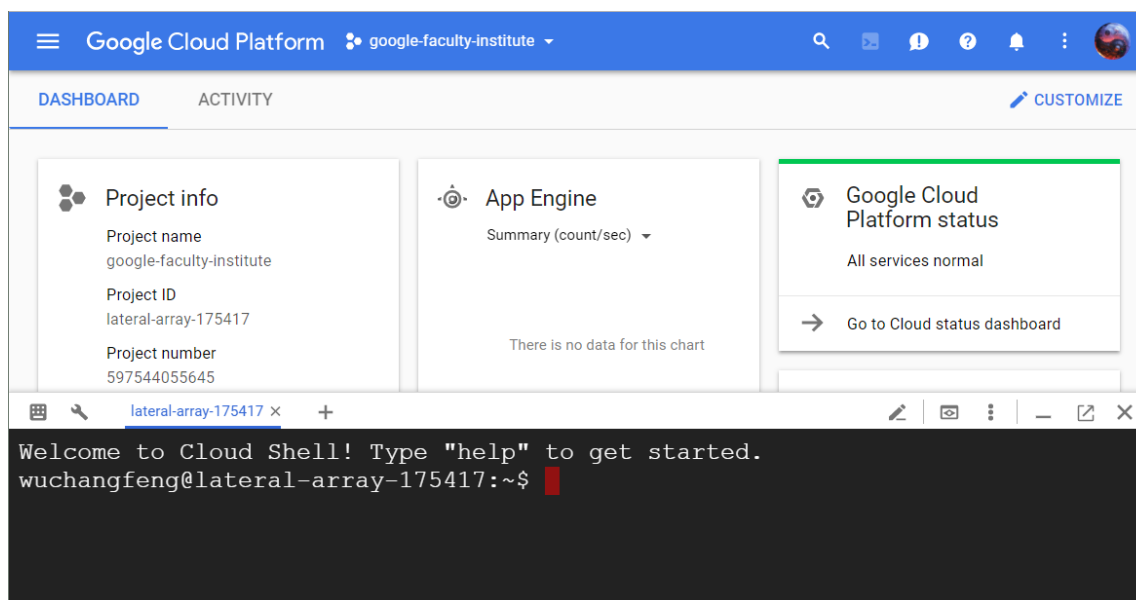 Google Cloud Platform google-faculty-institute
DASHBOARD ACTIVITY CUSTOMIZE
Project info
Project name
google-faculty-institute
Project ID
lateral-array-175417
Project number
597544055645
App Engine
Summary (count/sec)
There is no data for this chart
Google Cloud
Platform status
All services normal
Go to Cloud status dashboard
lateral-array-175417
Welcome to Cloud Shell! Type "help" to get started.
wuchangfeng@lateral-array-175417:~$